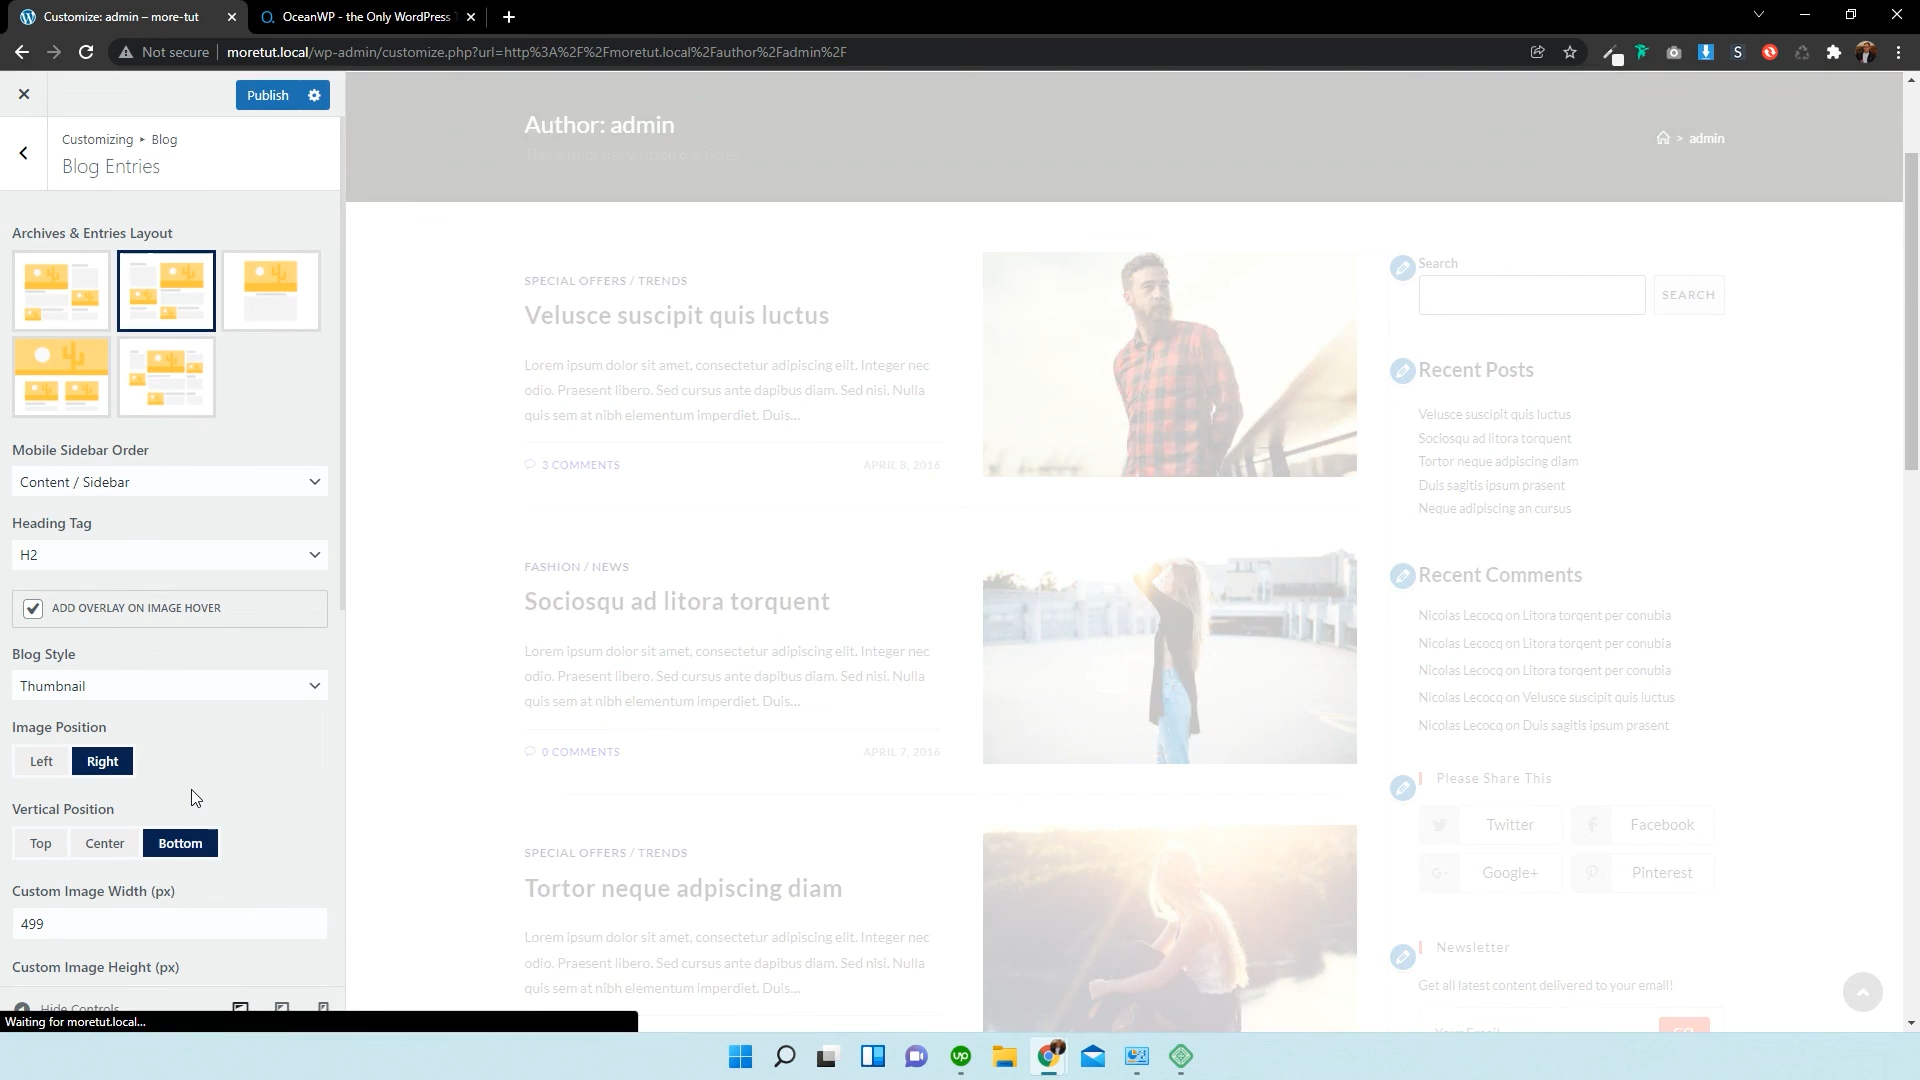 Customize: admin – more-tut
OceanWP - the Only WordPress T
Not secure
moretut.local/wp-admin/customize.php?url=http%3A%2F%2Fmoretut.local%2Fauthor%2Fadmin%2F
Publish
Customizing ▸ Blog
Blog Entries
Archives & Entries Layout
Mobile Sidebar Order
Content / Sidebar
Heading Tag
H2
ADD OVERLAY ON IMAGE HOVER
Blog Style
Thumbnail
Image Position
Left
Right
Vertical Position
Top
Center
Bottom
Custom Image Width (px)
499
Custom Image Height (px)
Hide Controls
Waiting for moretut.local...
Author: admin
> admin
SPECIAL OFFERS / TRENDS
Velusce suscipit quis luctus
Lorem ipsum dolor sit amet, consectetur adipiscing elit. Integer nec
odio. Praesent libero. Sed cursus ante dapibus diam. Sed nisi. Nulla
quis sem at nibh elementum imperdiet. Duis...
3 COMMENTS
APRIL 8, 2016
FASHION / NEWS
Sociosqu ad litora torquent
Lorem ipsum dolor sit amet, consectetur adipiscing elit. Integer nec
odio. Praesent libero. Sed cursus ante dapibus diam. Sed nisi. Nulla
quis sem at nibh elementum imperdiet. Duis...
0 COMMENTS
APRIL 7, 2016
SPECIAL OFFERS / TRENDS
Tortor neque adpiscing diam
Lorem ipsum dolor sit amet, consectetur adipiscing elit. Integer nec
odio. Praesent libero. Sed cursus ante dapibus diam. Sed nisi. Nulla
quis sem at nibh elementum imperdiet. Duis...
Search
SEARCH
Recent Posts
Velusce suscipit quis luctus
Sociosqu ad litora torquent
Tortor neque adpiscing diam
Duis sagitis ipsum prasent
Neque adipiscing an cursus
Recent Comments
Nicolas Lecocq on Litora torqent per conubia
Nicolas Lecocq on Litora torqent per conubia
Nicolas Lecocq on Litora torqent per conubia
Nicolas Lecocq on Velusce suscipit quis luctus
Nicolas Lecocq on Duis sagitis ipsum prasent
Please Share This
Twitter
Facebook
Google+
Pinterest
Newsletter
Get all latest content delivered to your email!
Your Email
GO